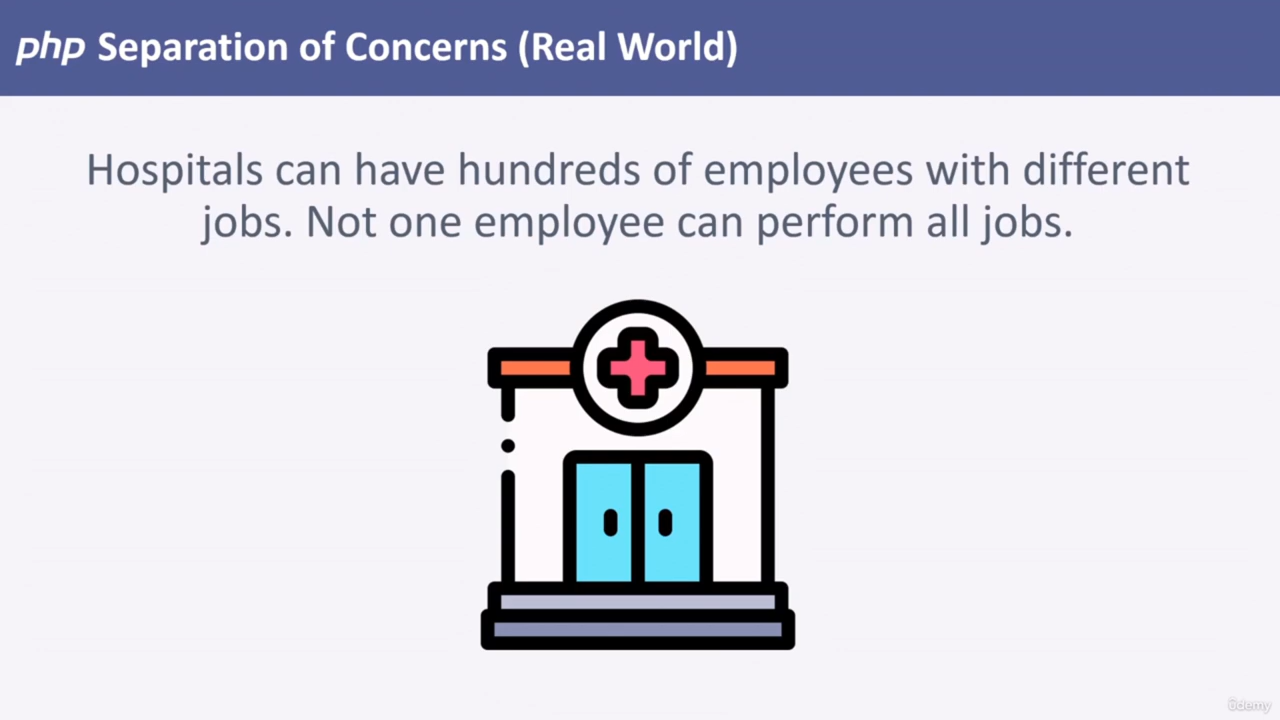 php Separation of Concerns (Real World)
Hospitals can have hundreds of employees with different
jobs. Not one employee can perform all jobs.
ûdemy